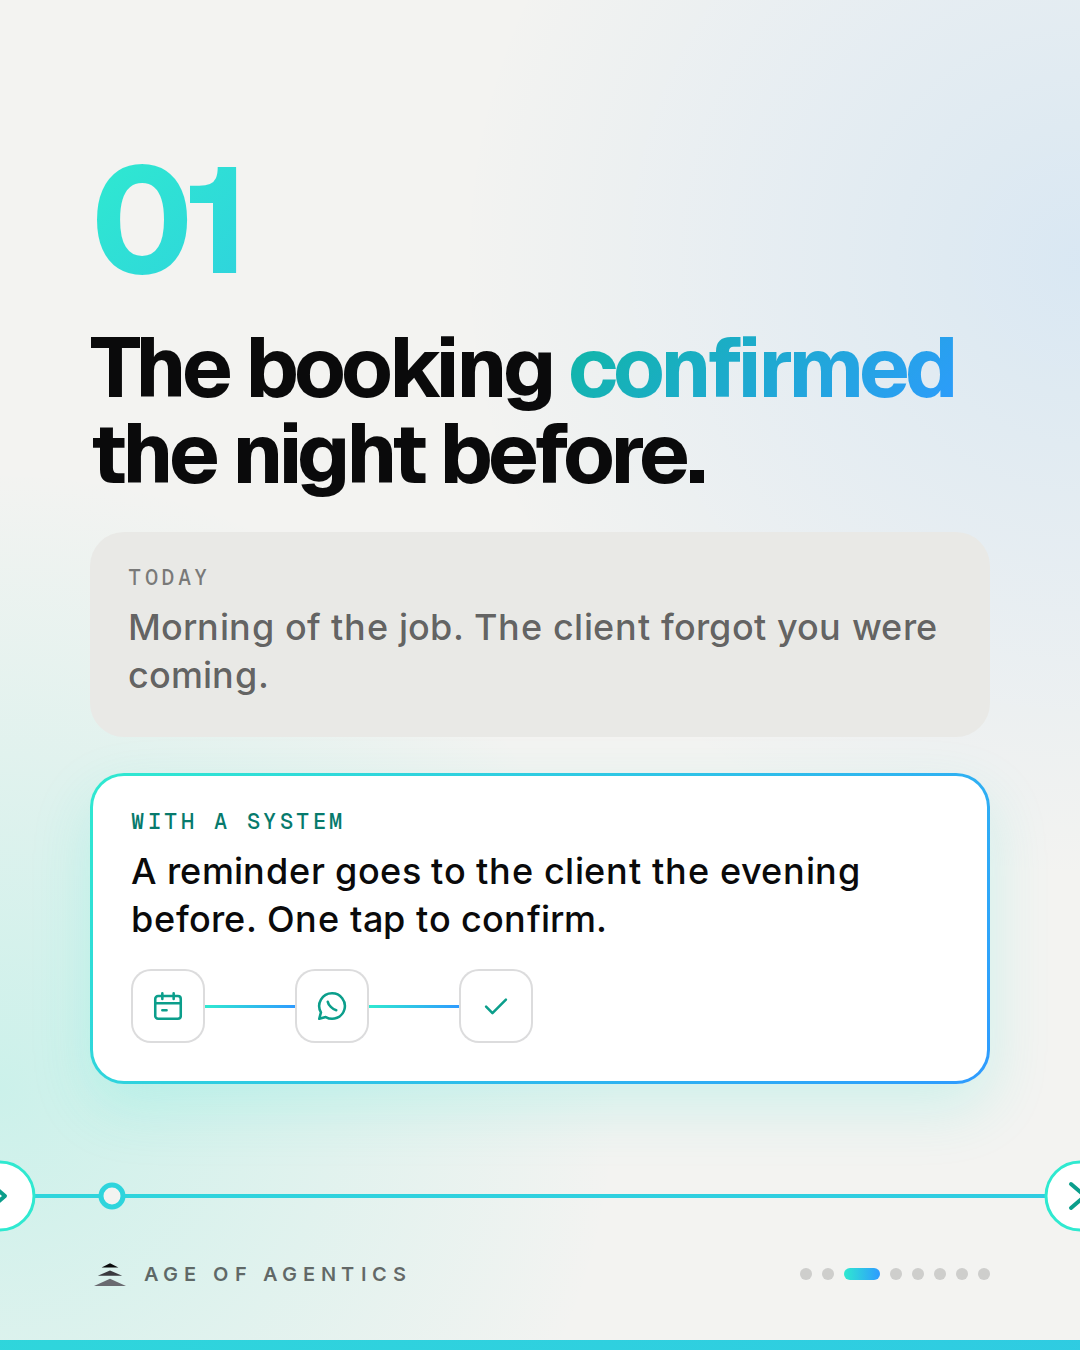 01
The booking confirmed
the night before.
TODAY
Morning of the job. The client forgot you were
coming.
WITH A SYSTEM
A reminder goes to the client the evening
before. One tap to confirm.
AGE OF AGENTICS